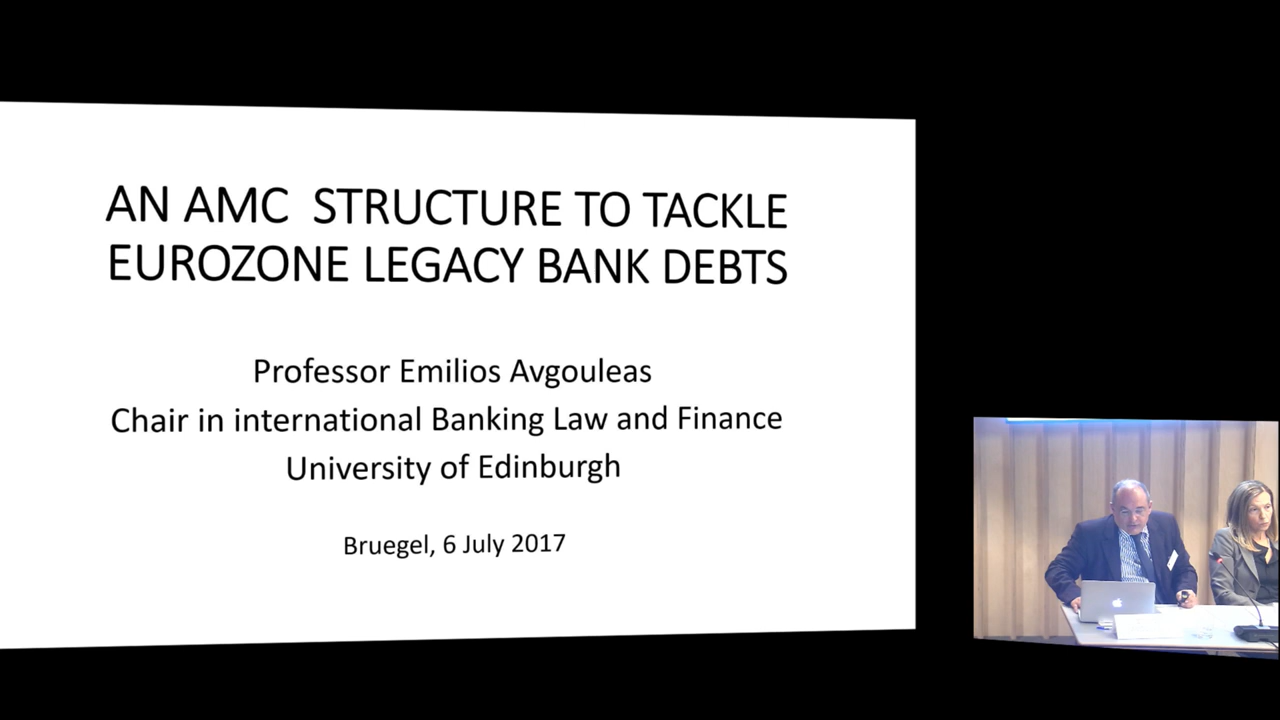 AN AMC STRUCTURE TO TACKLE
EUROZONE LEGACY BANK DEBTS
Professor Emilios Avgouleas
Chair in international Banking Law and Finance
University of Edinburgh
Bruegel, 6 July 2017